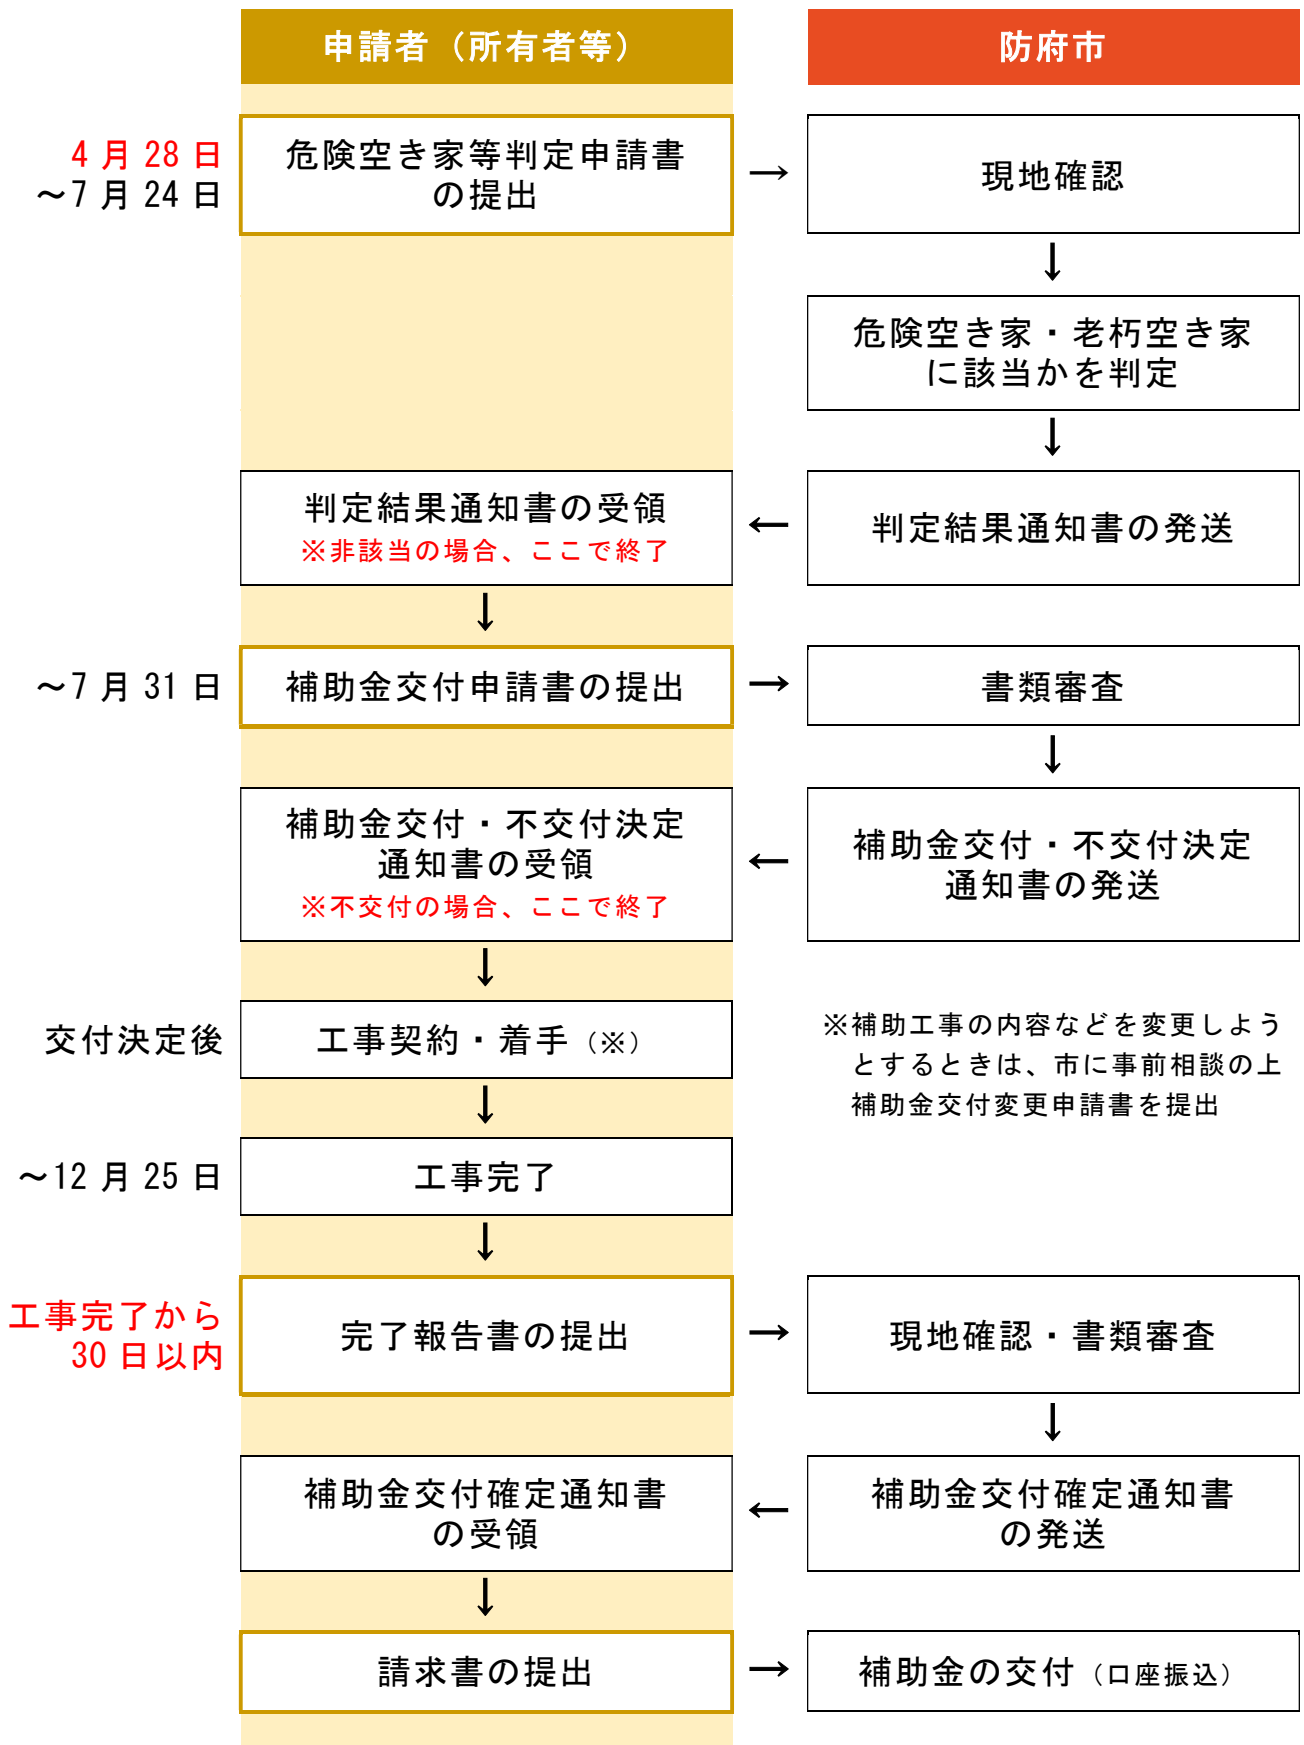 申請者（所有者等）
防府市
4月28日
～7月24日
危険空き家等判定申請書
の提出
→
現地確認
↓
危険空き家・老朽空き家
に該当かを判定
↓
判定結果通知書の受領
※非該当の場合、ここで終了
←
判定結果通知書の発送
↓
～7月31日
補助金交付申請書の提出
→
書類審査
↓
補助金交付・不交付決定
通知書の受領
※不交付の場合、ここで終了
←
補助金交付・不交付決定
通知書の発送
↓
交付決定後
工事契約・着手（※）
※補助工事の内容などを変更しよう
とするときは、市に事前相談の上
補助金交付変更申請書を提出
↓
～12月25日
工事完了
↓
工事完了から
30日以内
完了報告書の提出
→
現地確認・書類審査
↓
補助金交付確定通知書
の受領
←
補助金交付確定通知書
の発送
↓
請求書の提出
→
補助金の交付（口座振込）